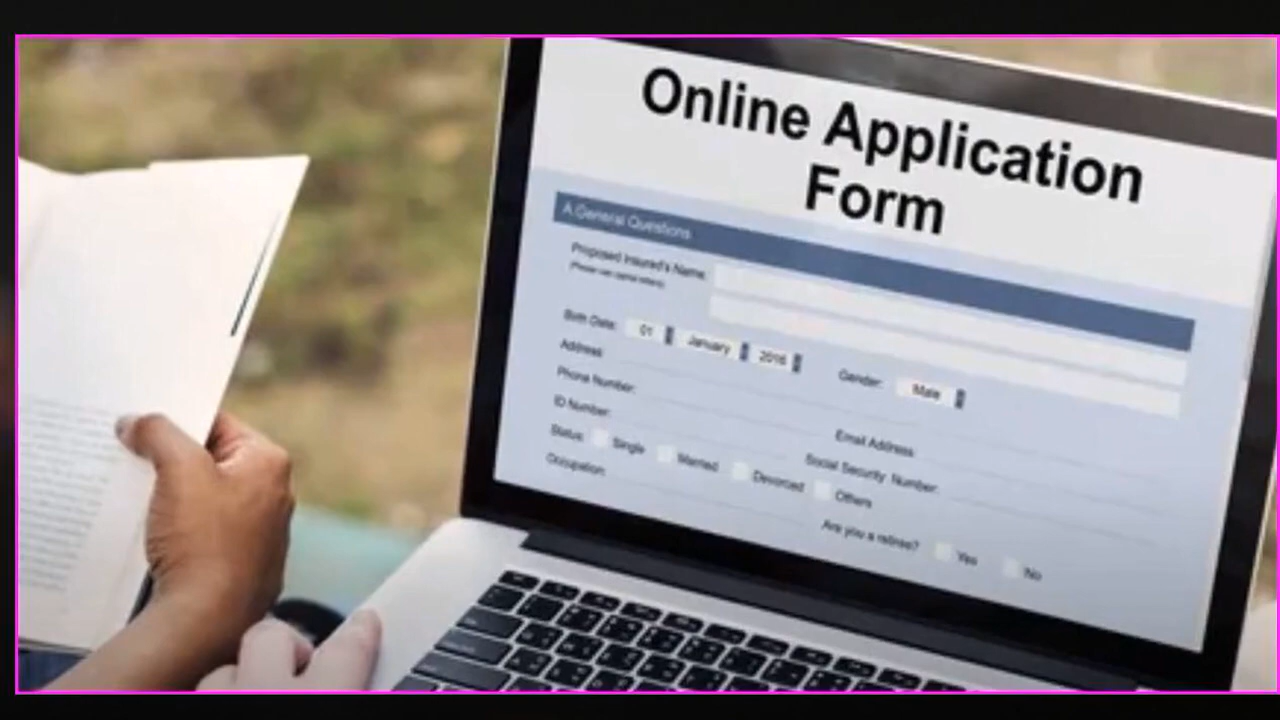 Online Application
Form
A.General Questions
Proposed Insured's Name:
Birth Date: 01 January 2016 Gender: Male
Address:
Phone Number:
Email Address:
ID Number:
Social Security Number:
Status: Single Married Devorced Others
Occupation:
Are you a retiree? Yes No